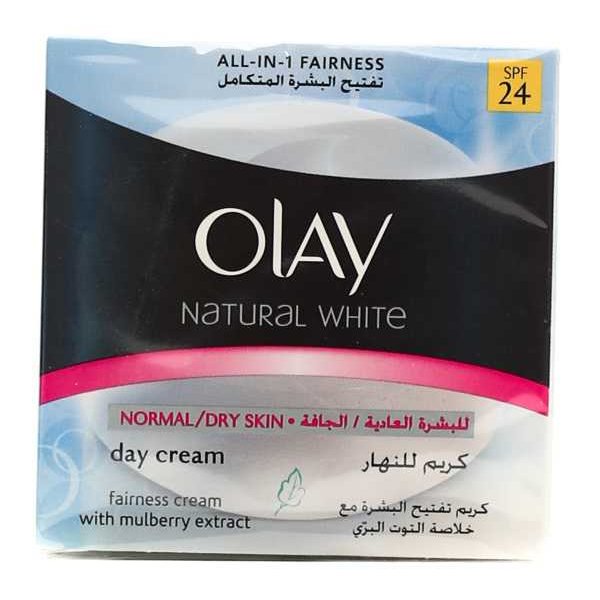 ALL-IN-1 FAIRNESS
تفتيح البشرة المتكامل
SPF
24
OLAY
NATURAL WHITE
NORMAL/DRY SKIN • للبشرة العادية / الجافة
day cream
كريم للنهار
fairness cream
with mulberry extract
كريم تفتيح البشرة مع
خلاصة التوت البرّي